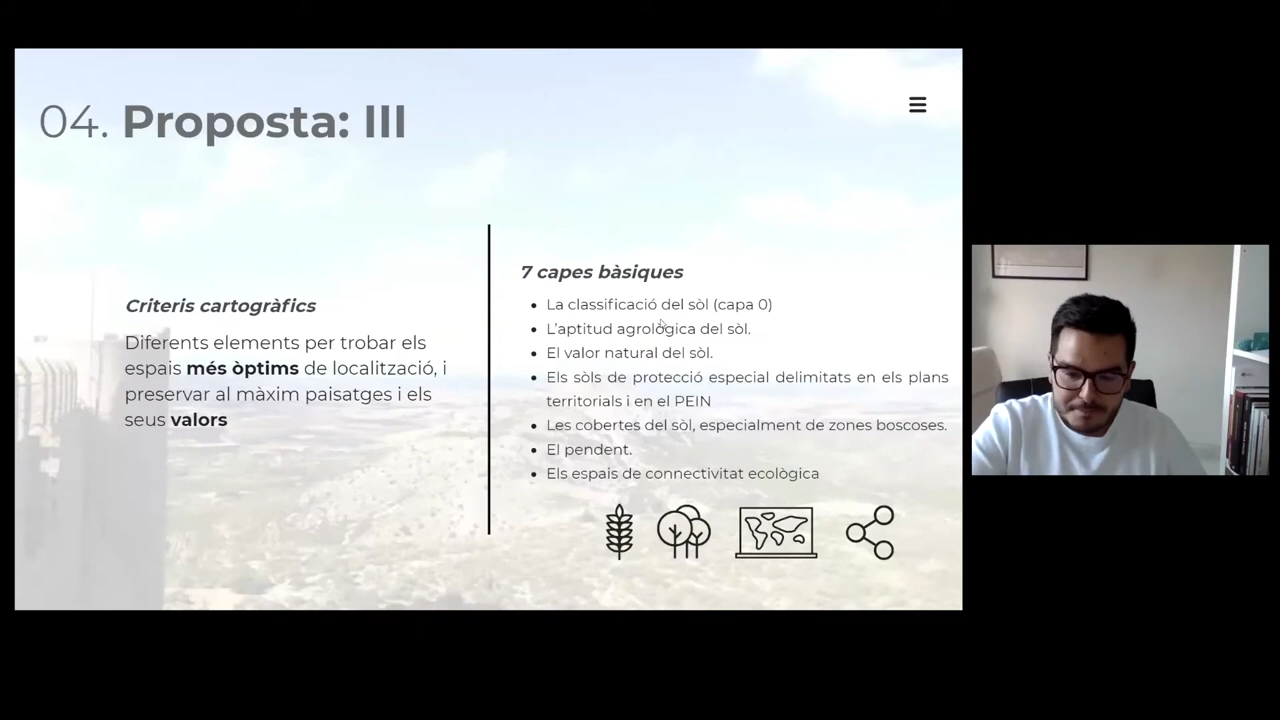 04. Proposta: III
Criteris cartogràfics
Diferents elements per trobar els
espais més òptims de localització, i
preservar al màxim paisatges i els
seus valors
7 capes bàsiques
La classificació del sòl (capa 0)
L'aptitud agrològica del sòl.
El valor natural del sòl.
Els sòls de protecció especial delimitats en els plans
territorials i en el PEIN
Les cobertes del sòl, especialment de zones boscoses.
El pendent.
Els espais de connectivitat ecològica